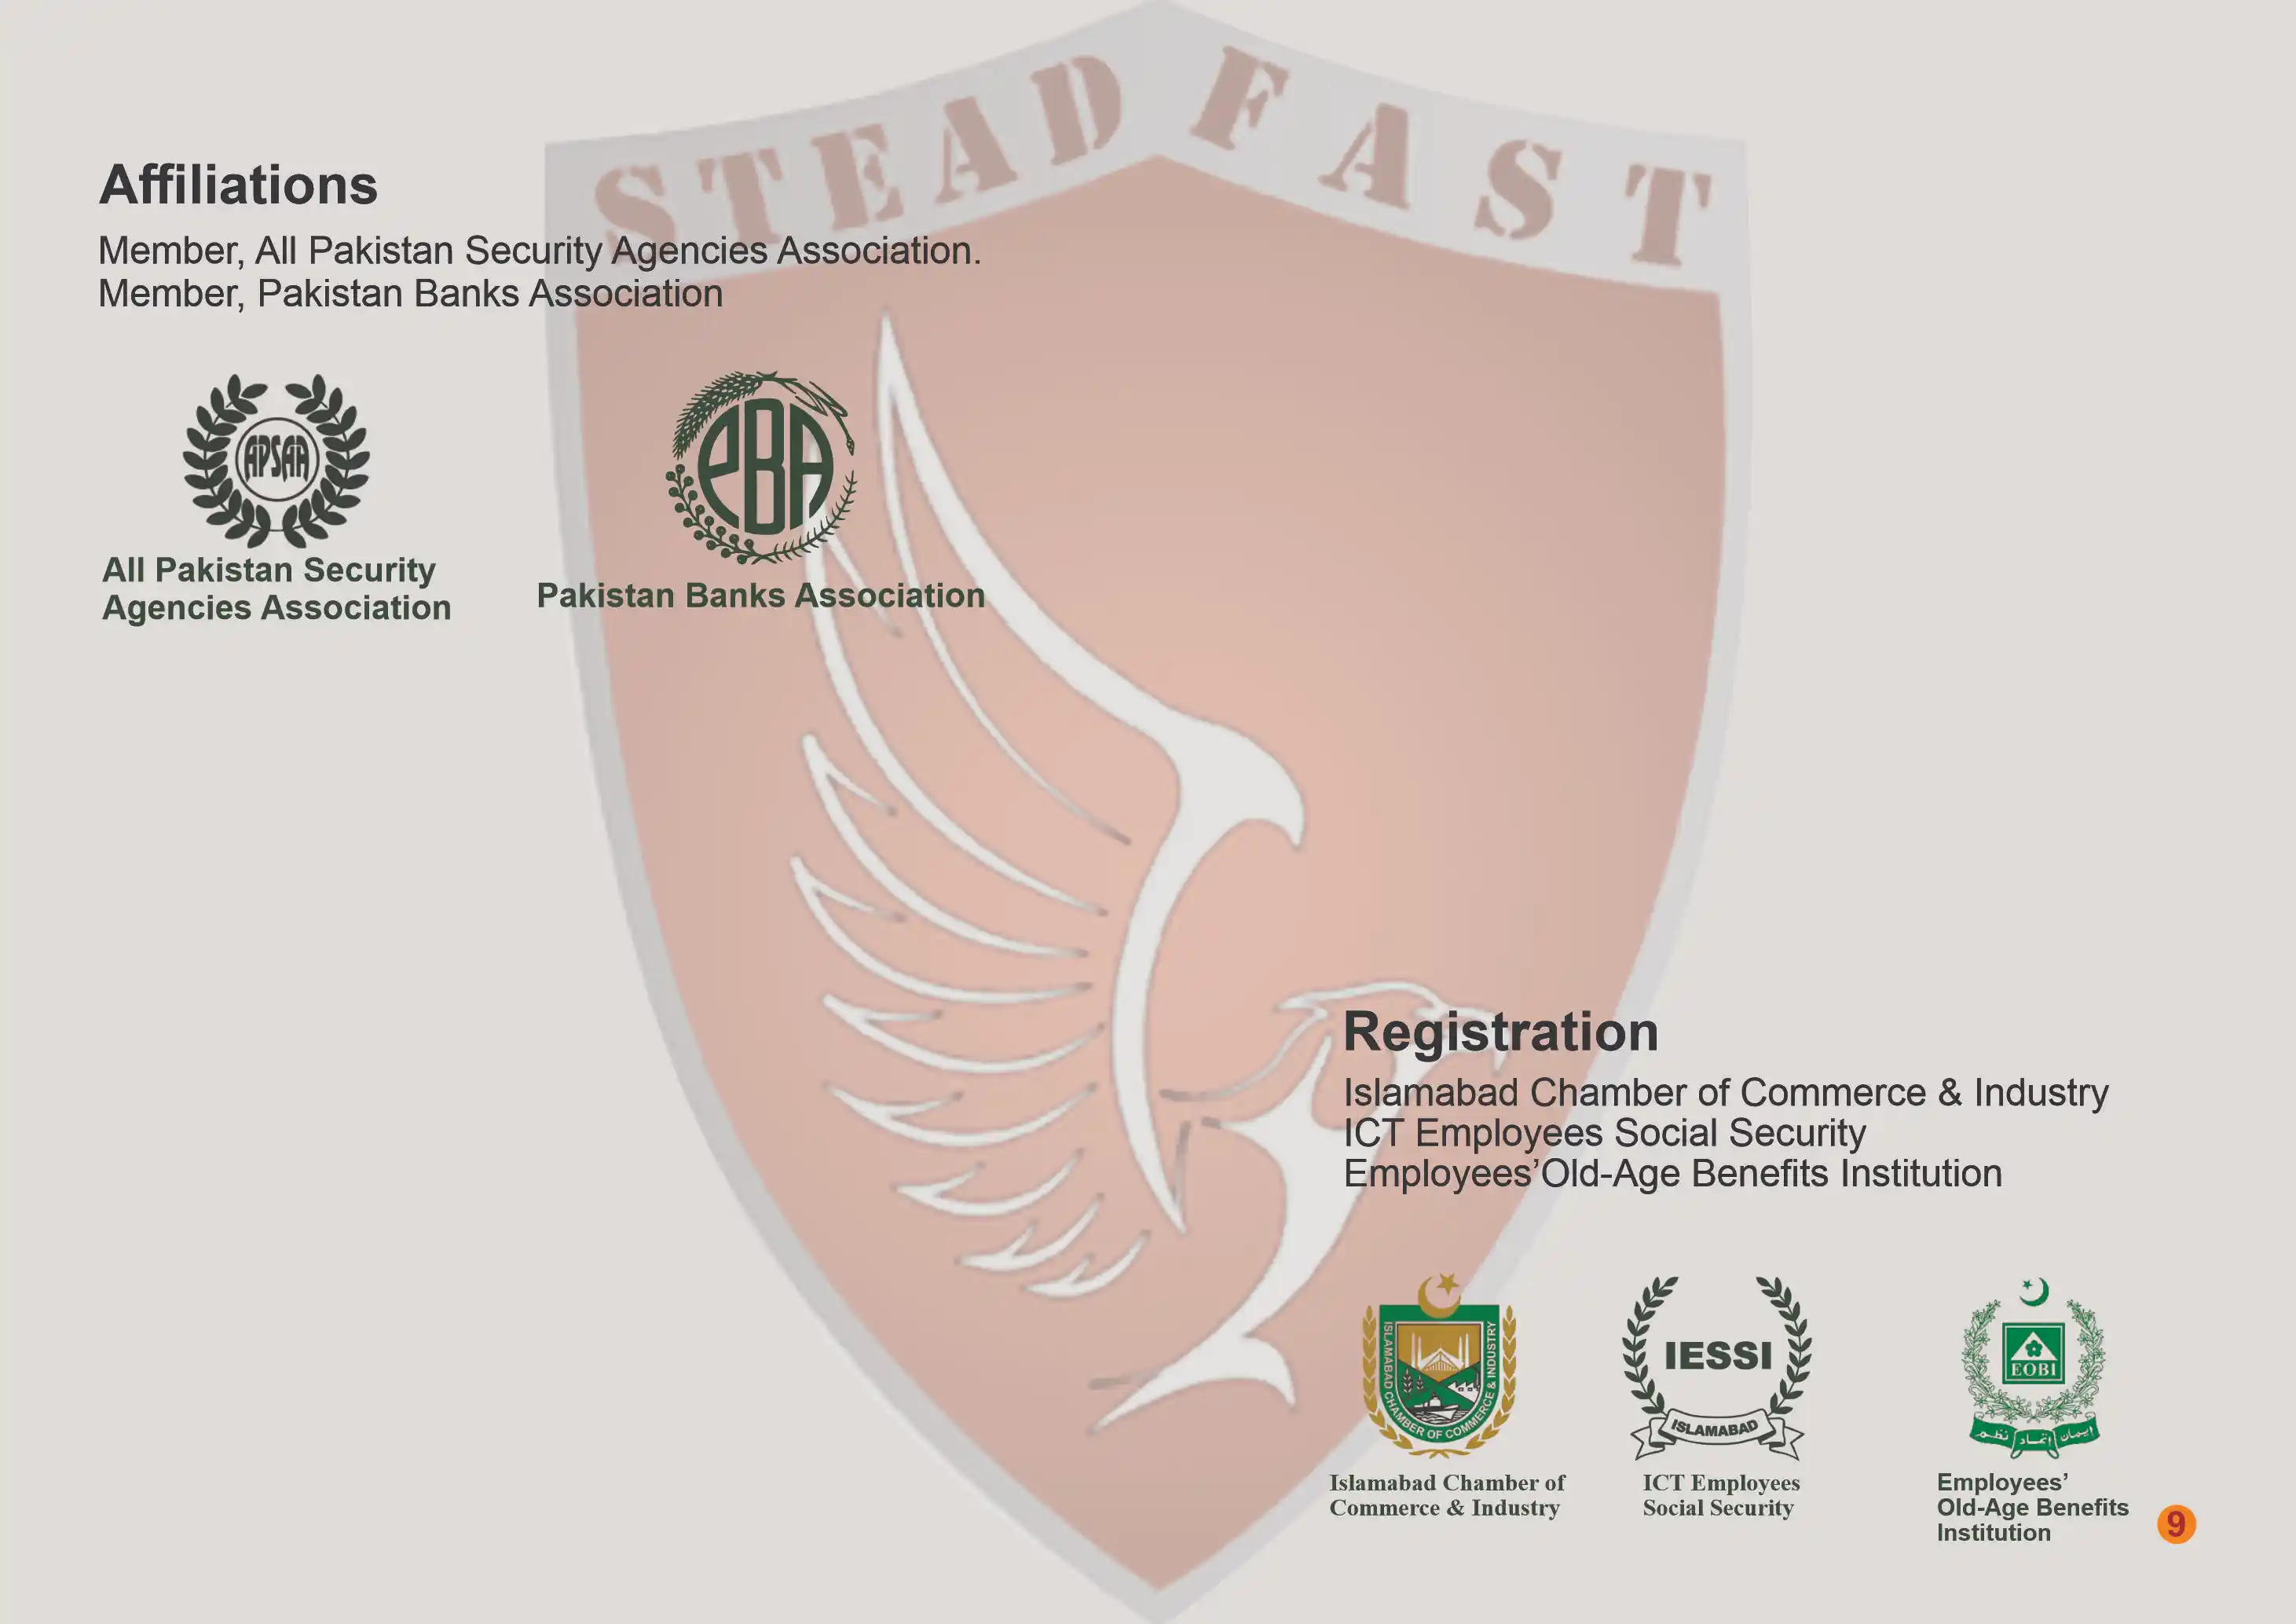 STEAD FAST
Affiliations
Member, All Pakistan Security Agencies Association.
Member, Pakistan Banks Association
APSAA
All Pakistan Security
Agencies Association
PBA
Pakistan Banks Association
Registration
Islamabad Chamber of Commerce & Industry
ICT Employees Social Security
Employees’Old-Age Benefits Institution
ISLAMABAD CHAMBER OF COMMERCE & INDUSTRY
Islamabad Chamber of
Commerce & Industry
IESSI
ISLAMABAD
ICT Employees
Social Security
EOBI
ایمان اتحاد نظم
Employees’
Old-Age Benefits
Institution
9